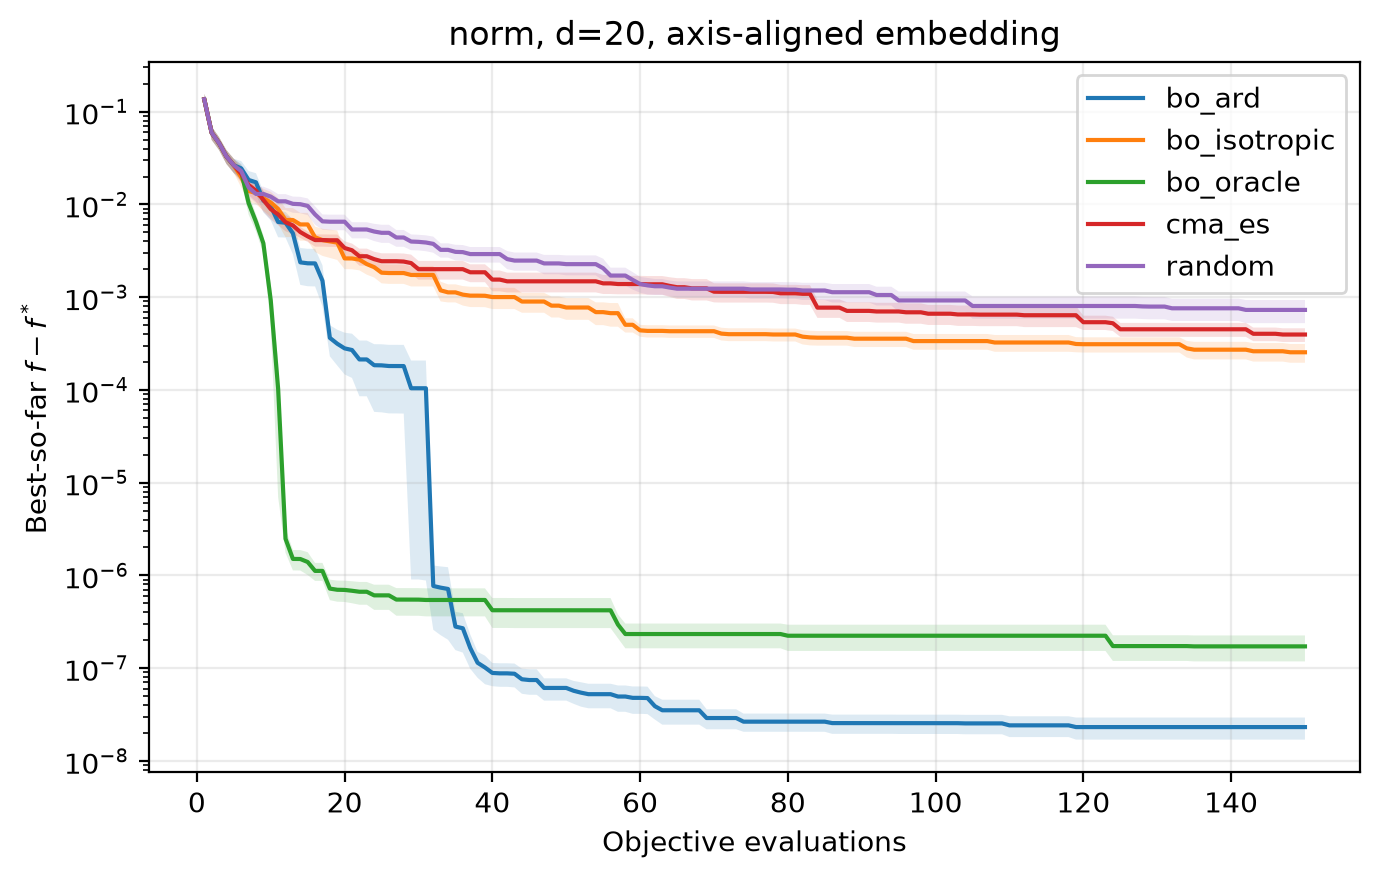 norm, d=20, axis-aligned embedding
bo_ard
bo_isotropic
bo_oracle
cma_es
random
Best-so-far f − f*
10⁻¹
10⁻²
10⁻³
10⁻⁴
10⁻⁵
10⁻⁶
10⁻⁷
10⁻⁸
0 20 40 60 80 100 120 140
Objective evaluations